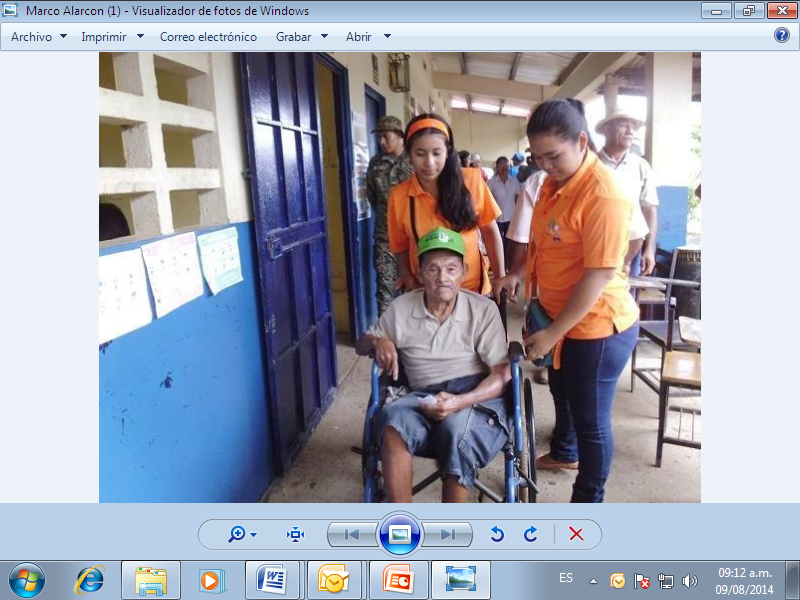 Marco Alarcon (1) - Visualizador de fotos de Windows
Archivo Imprimir Correo electrónico Grabar Abrir
ES
09:12 a.m.
09/08/2014